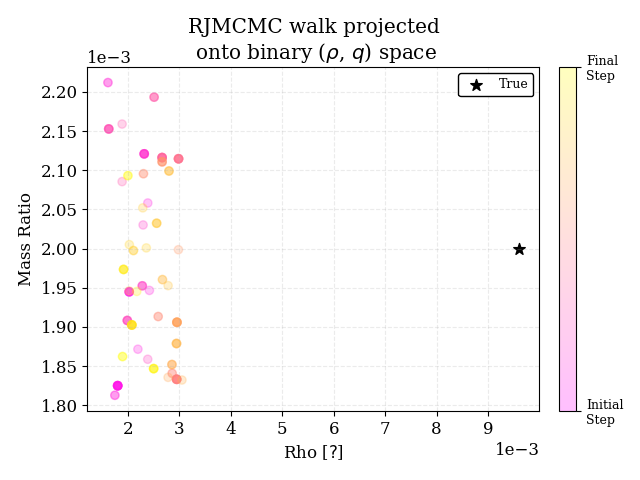 RJMCMC walk projected
onto binary (ρ, q) space
1e−3
2.20
2.15
2.10
2.05
2.00
1.95
1.90
1.85
1.80
Mass Ratio
True
2 3 4 5 6 7 8 9
1e−3
Rho [?]
Final
Step
Initial
Step